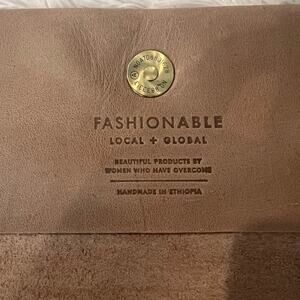 FASHIONABLE
LOCAL + GLOBAL
BEAUTIFUL PRODUCTS BY
WOMEN WHO HAVE OVERCOME
HANDMADE IN ETHIOPIA